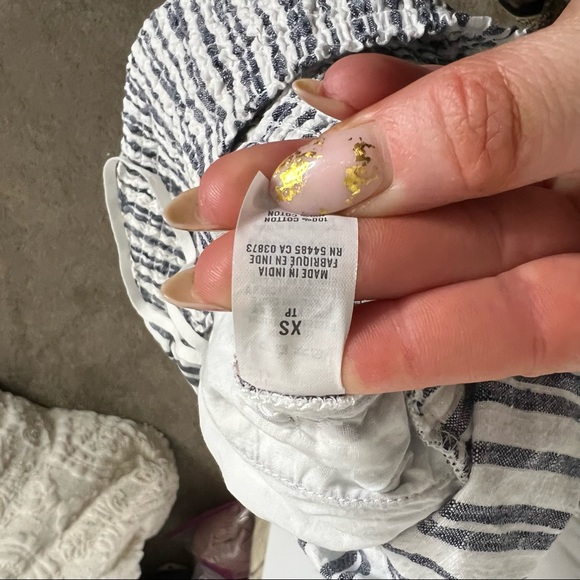 XS
TP
MADE IN INDIA
FABRIQUE EN INDE
RN 54485 CA 03873
100% COTTON